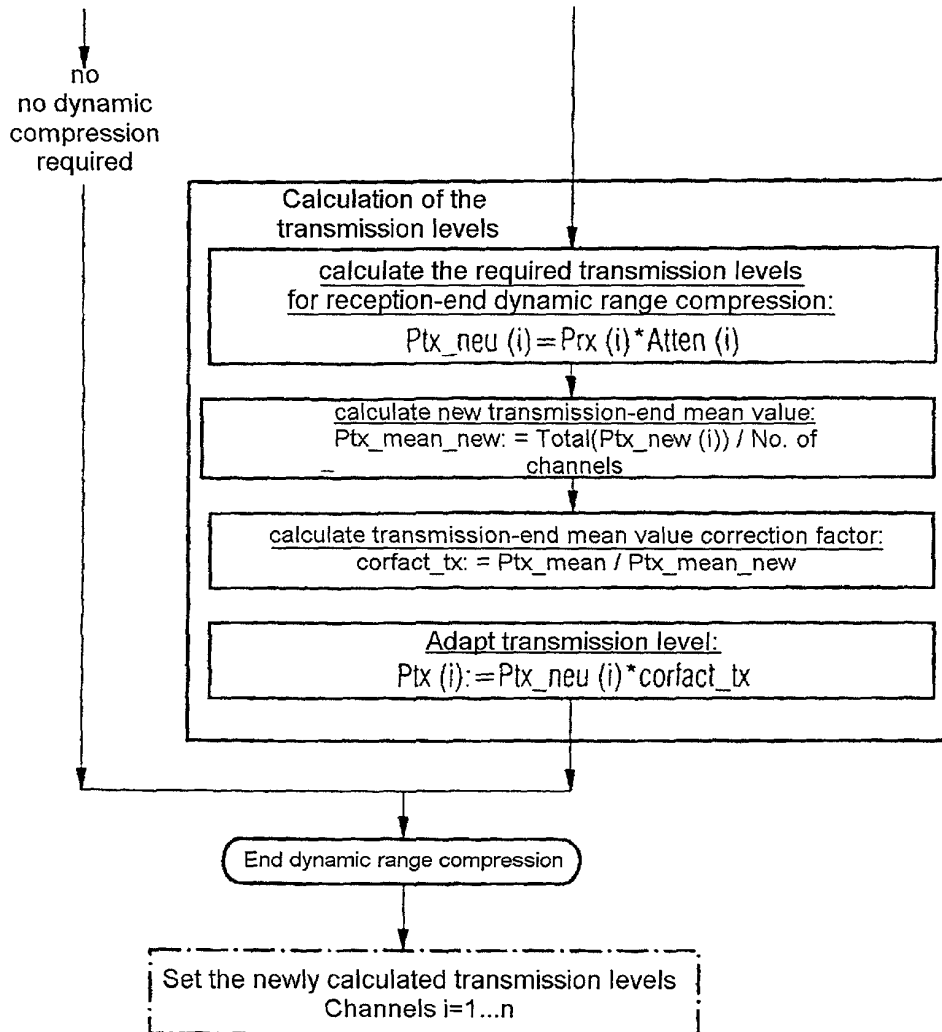 no
no dynamic
compression
required
Calculation of the
transmission levels
calculate the required transmission levels
for reception-end dynamic range compression:
Ptx_neu (i)=Prx (i)*Atten (i)
calculate new transmission-end mean value:
Ptx_mean_new: = Total(Ptx_new (i)) / No. of
_ channels
calculate transmission-end mean value correction factor:
corfact_tx: = Ptx_mean / Ptx_mean_new
Adapt transmission level:
Ptx (i):=Ptx_neu (i)*corfact_tx
End dynamic range compression
Set the newly calculated transmission levels
Channels i=1...n